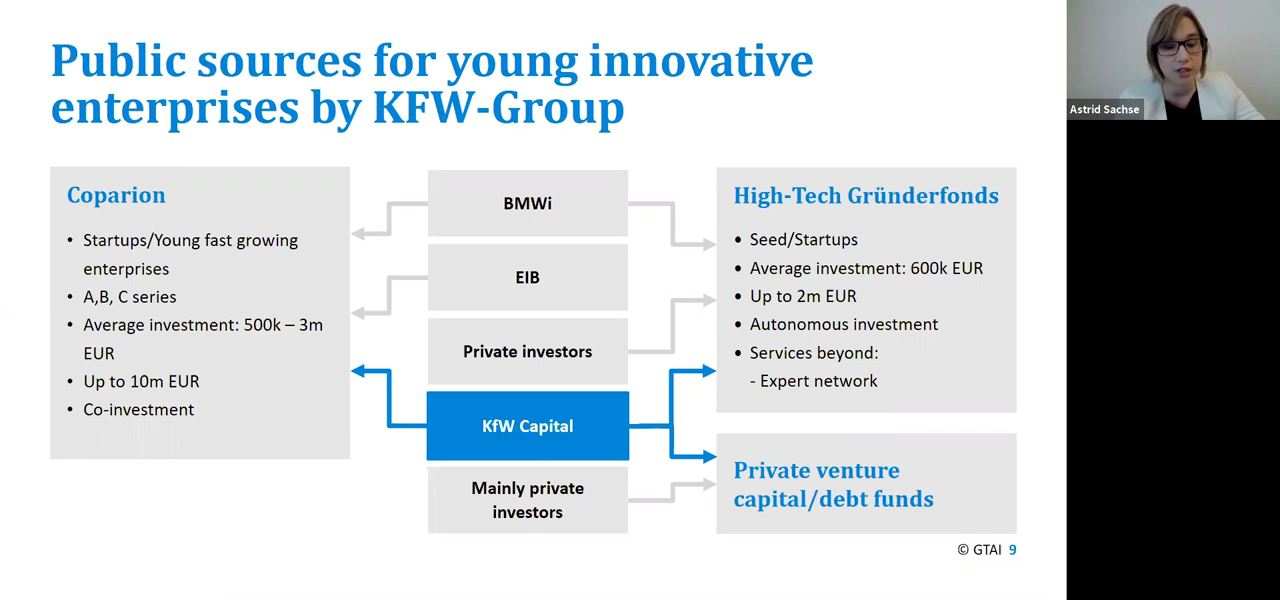 Public sources for young innovative
enterprises by KFW-Group
Astrid Sachse
Coparion
• Startups/Young fast growing
enterprises
• A,B, C series
• Average investment: 500k – 3m
EUR
• Up to 10m EUR
• Co-investment
BMWi
EIB
Private investors
KfW Capital
Mainly private
investors
High-Tech Gründerfonds
• Seed/Startups
• Average investment: 600k EUR
• Up to 2m EUR
• Autonomous investment
• Services beyond:
- Expert network
Private venture
capital/debt funds
© GTAI 9